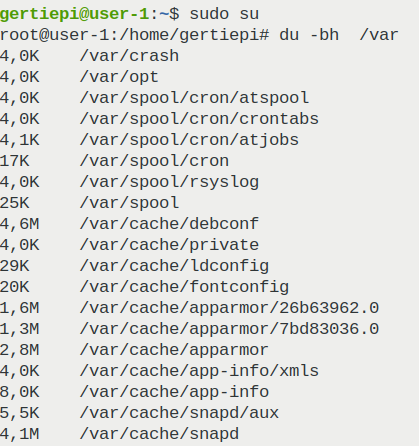 gertiepi@user-1:~$ sudo su
root@user-1:/home/gertiepi# du -bh  /var
4,0K    /var/crash
4,0K    /var/opt
4,0K    /var/spool/cron/atspool
4,0K    /var/spool/cron/crontabs
4,1K    /var/spool/cron/atjobs
17K     /var/spool/cron
4,0K    /var/spool/rsyslog
25K     /var/spool
4,6M    /var/cache/debconf
4,0K    /var/cache/private
29K     /var/cache/ldconfig
20K     /var/cache/fontconfig
1,6M    /var/cache/apparmor/26b63962.0
1,3M    /var/cache/apparmor/7bd83036.0
2,8M    /var/cache/apparmor
4,0K    /var/cache/app-info/xmls
8,0K    /var/cache/app-info
5,5K    /var/cache/snapd/aux
4,1M    /var/cache/snapd